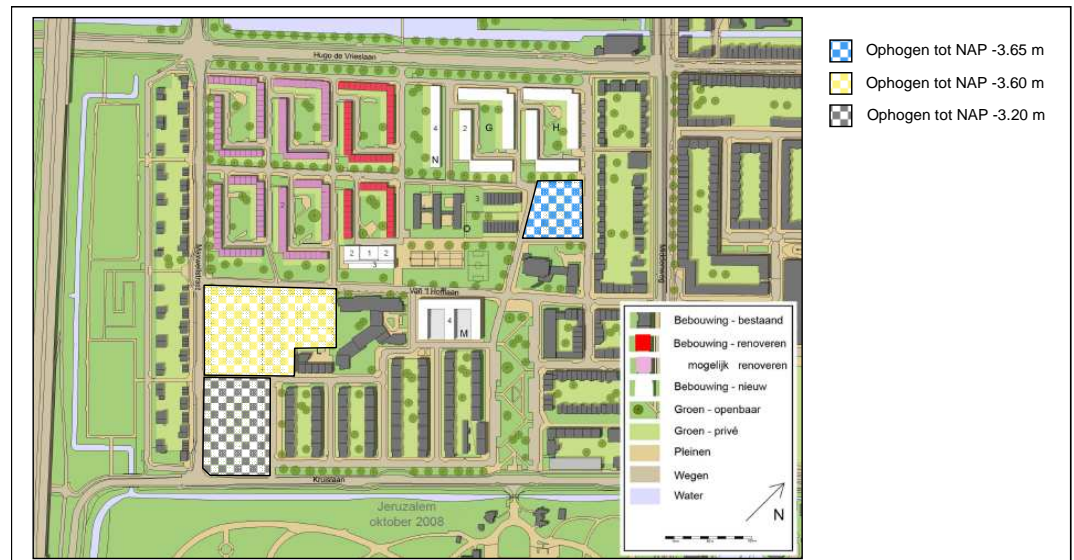 Hugo de Vrieslaan
Ophogen tot NAP -3.65 m
Ophogen tot NAP -3.60 m
Ophogen tot NAP -3.20 m
4
N
2
G
H
2
3
O
2
1
2
3
Van 't Hofflaan
4
M
L
Kruislaan
Jeruzalem
oktober 2008
Bebouwing - bestaand
Bebouwing - renoveren
mogelijk renoveren
Bebouwing - nieuw
Groen - openbaar
Groen - privé
Pleinen
Wegen
Water
N